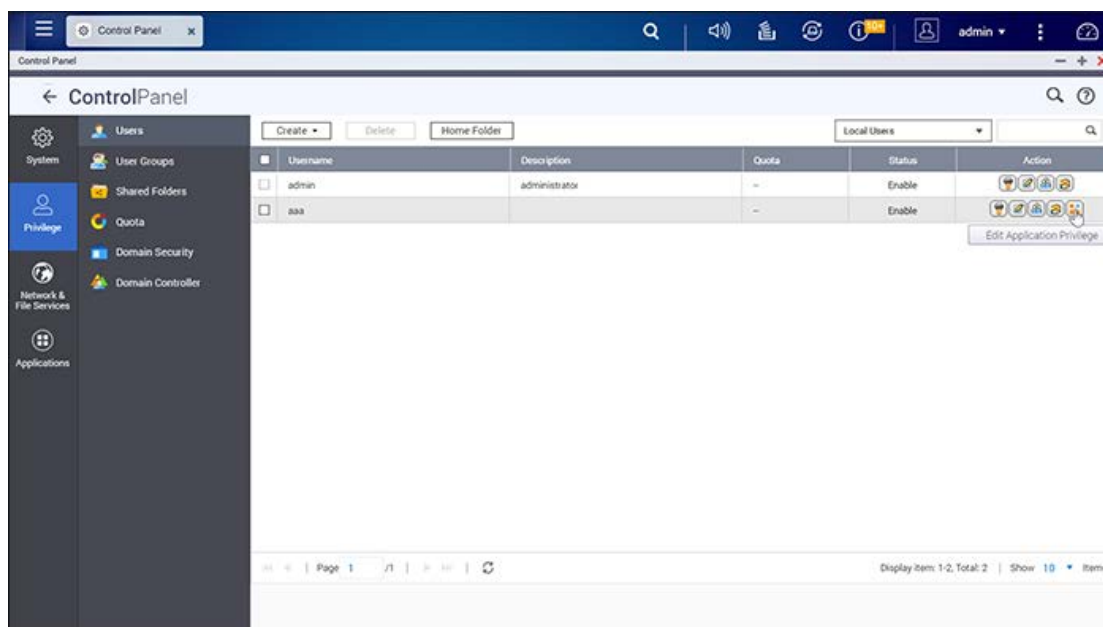 Control Panel x
10+
admin
Control Panel
ControlPanel
System
Privilege
Network & File Services
Applications
Users
User Groups
Shared Folders
Quota
Domain Security
Domain Controller
Create Delete Home Folder Local Users
Username Description Quota Status Action
admin administrator -- Enable
aaa -- Enable
Edit Application Privilege
Page 1 /1 Display item: 1-2, Total: 2 | Show 10 Item